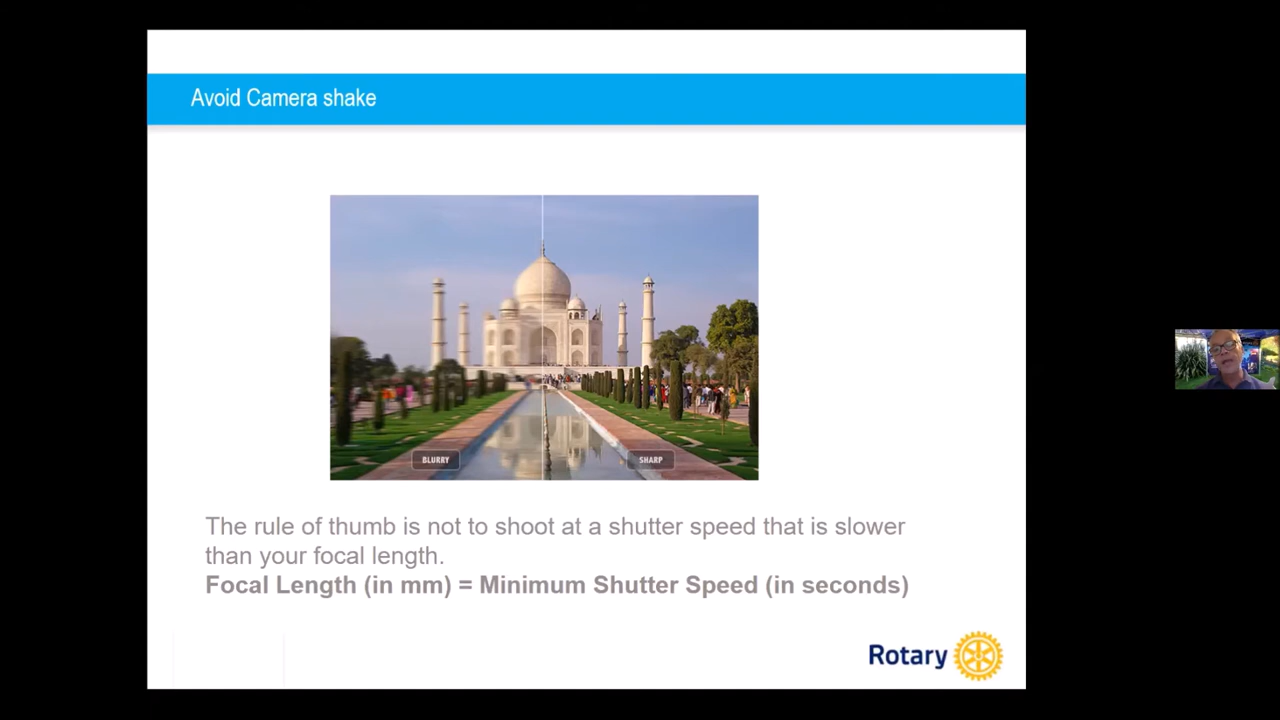 Avoid Camera shake
BLURRY
SHARP
The rule of thumb is not to shoot at a shutter speed that is slower
than your focal length.
Focal Length (in mm) = Minimum Shutter Speed (in seconds)
Rotary